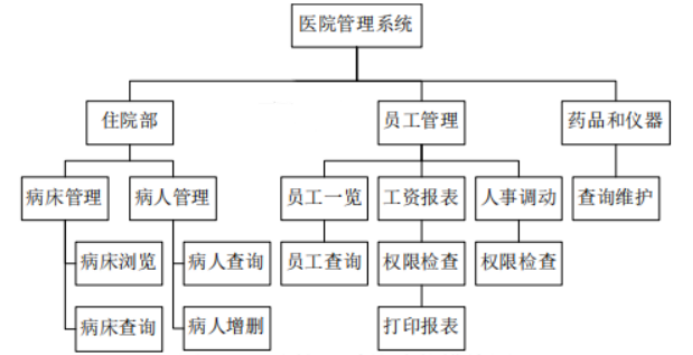 医院管理系统
住院部
员工管理
药品和仪器
病床管理
病人管理
员工一览
工资报表
人事调动
查询维护
病床浏览
病人查询
员工查询
权限检查
权限检查
病床查询
病人增删
打印报表